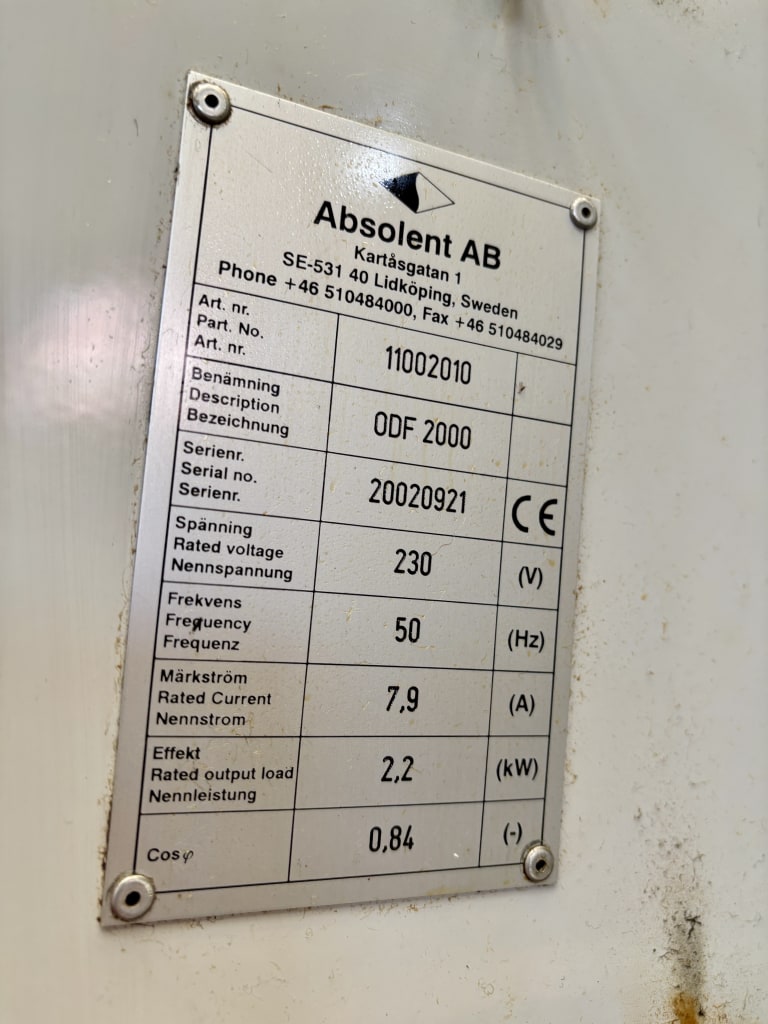 Absolent AB
Kartåsgatan 1
SE-531 40 Lidköping, Sweden
Phone +46 510484000, Fax +46 510484029
Art. nr.
Part. No.
Art. nr.
11002010
Benämning
Description
Bezeichnung
ODF 2000
Seriennr.
Serial no.
Serienr.
20020921
CE
Spänning
Rated voltage
Nennspannung
230
(V)
Frekvens
Frequency
Frequenz
50
(Hz)
Märkström
Rated Current
Nennstrom
7,9
(A)
Effekt
Rated output load
Nennleistung
2,2
(kW)
Cosφ
0,84
(-)